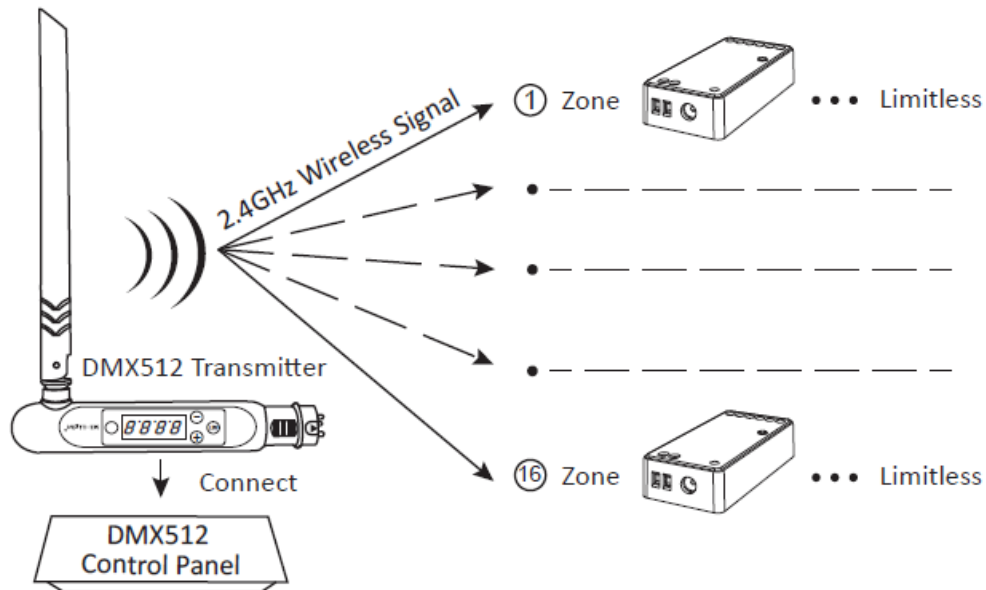 ① Zone ••• Limitless
2.4GHz Wireless Signal
DMX512 Transmitter
8888
Connect
⑯ Zone ••• Limitless
DMX512
Control Panel